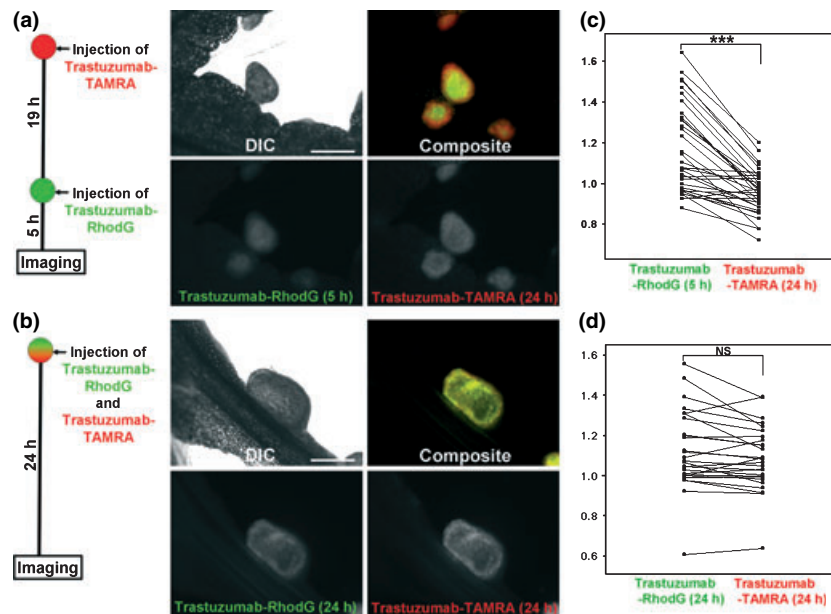 (a)
Injection of
Trastuzumab-
TAMRA
19 h
Injection of
Trastuzumab-
RhodG
5 h
Imaging
DIC
Composite
Trastuzumab-RhodG (5 h)
Trastuzumab-TAMRA (24 h)
(b)
Injection of
Trastuzumab-
RhodG
and
Trastuzumab-
TAMRA
24 h
Imaging
DIC
Composite
Trastuzumab-RhodG (24 h)
Trastuzumab-TAMRA (24 h)
(c)
***
1.6
1.4
1.2
1.0
0.8
Trastuzumab Trastuzumab
-RhodG (5 h) -TAMRA (24 h)
(d)
NS
1.6
1.4
1.2
1.0
0.8
0.6
Trastuzumab Trastuzumab
-RhodG (24 h) -TAMRA (24 h)